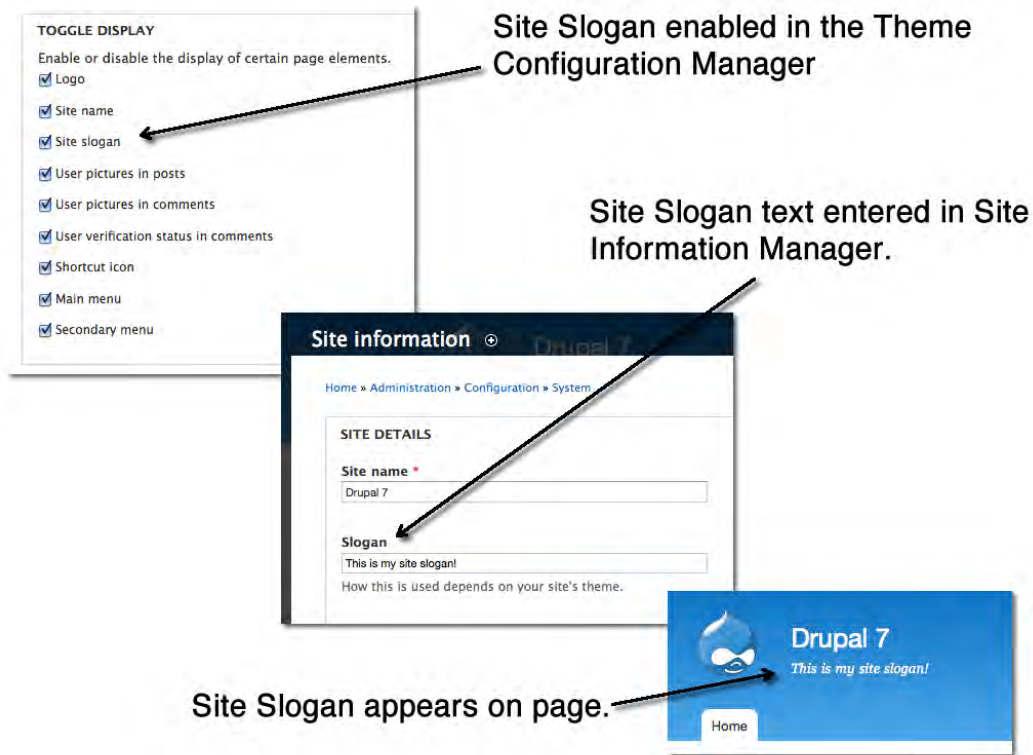 TOGGLE DISPLAY
Enable or disable the display of certain page elements.
Logo
Site name
Site slogan
User pictures in posts
User pictures in comments
User verification status in comments
Shortcut icon
Main menu
Secondary menu
Site Slogan enabled in the Theme
Configuration Manager
Site Slogan text entered in Site
Information Manager.
Site information
Drupal 7
Home » Administration » Configuration » System
SITE DETAILS
Site name *
Drupal 7
Slogan
This is my site slogan!
How this is used depends on your site's theme.
Drupal 7
This is my site slogan!
Home
Site Slogan appears on page.